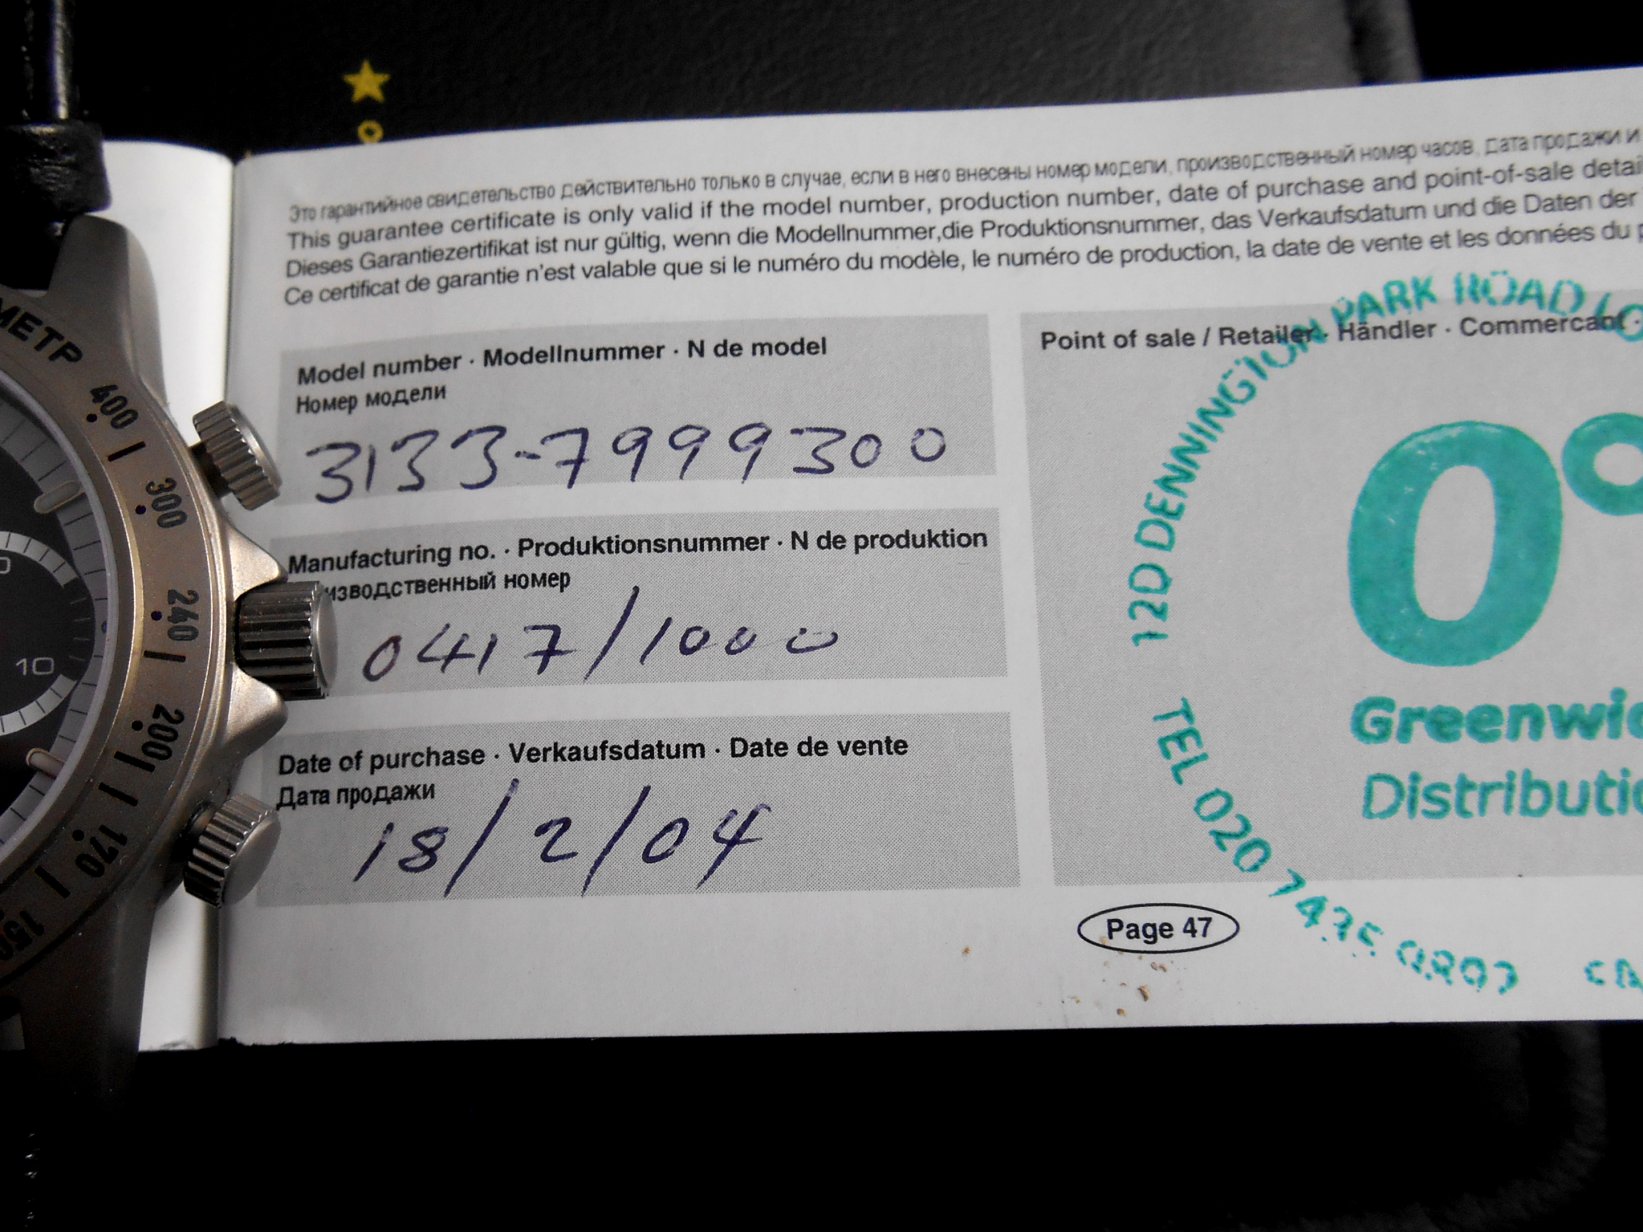 МЕТР
400
300
240
200
170
150
10
Это гарантийное свидетельство действительно только в случае, если в него внесены номер модели, производственный номер часов, дата продажи и
This guarantee certificate is only valid if the model number, production number, date of purchase and point-of-sale detai
Dieses Garantiezertifikat ist nur gültig, wenn die Modellnummer,die Produktionsnummer, das Verkaufsdatum und die Daten der
Ce certificat de garantie n'est valable que si le numéro du modèle, le numéro de production, la date de vente et les données du p
Model number · Modellnummer · N de model
Номер модели
3133-7999300
Manufacturing no. · Produktionsnummer · N de produktion
изводственный номер
0417/1000
Date of purchase · Verkaufsdatum · Date de vente
Дата продажи
18/2/04
Point of sale / Retailer · Händler · Commercant ·
120 DENNINGTON PARK ROAD LO
0°
Greenwic
Distributi
TEL 020 7435
Page 47